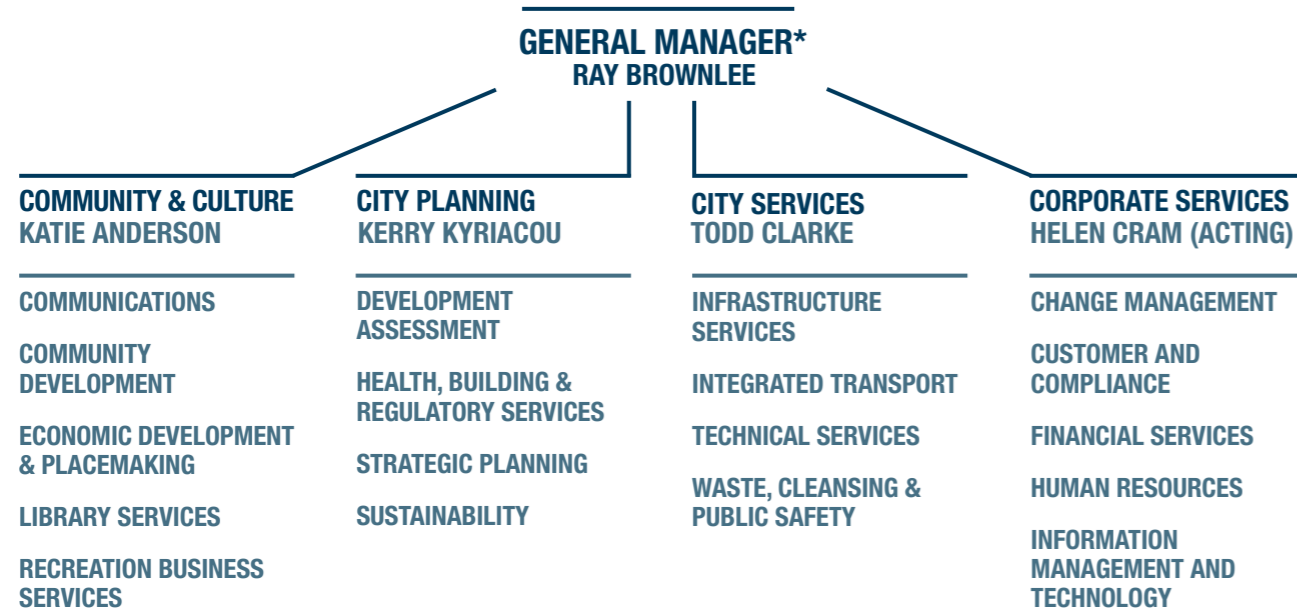 GENERAL MANAGER*
RAY BROWNLEE
COMMUNITY & CULTURE
KATIE ANDERSON
COMMUNICATIONS
COMMUNITY
DEVELOPMENT
ECONOMIC DEVELOPMENT
& PLACEMAKING
LIBRARY SERVICES
RECREATION BUSINESS
SERVICES
CITY PLANNING
KERRY KYRIACOU
DEVELOPMENT
ASSESSMENT
HEALTH, BUILDING &
REGULATORY SERVICES
STRATEGIC PLANNING
SUSTAINABILITY
CITY SERVICES
TODD CLARKE
INFRASTRUCTURE
SERVICES
INTEGRATED TRANSPORT
TECHNICAL SERVICES
WASTE, CLEANSING &
PUBLIC SAFETY
CORPORATE SERVICES
HELEN CRAM (ACTING)
CHANGE MANAGEMENT
CUSTOMER AND
COMPLIANCE
FINANCIAL SERVICES
HUMAN RESOURCES
INFORMATION
MANAGEMENT AND
TECHNOLOGY